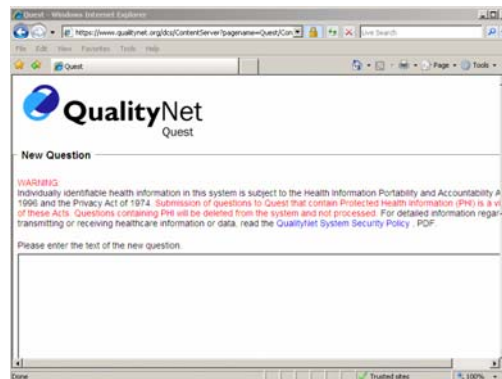 Quest - Windows Internet Explorer
https://www.qualitynet.org/dcs/ContentServer?pagename=Quest/Con
Live Search
File Edit View Favorites Tools Help
Quest
Page Tools
QualityNet
Quest
New Question
WARNING:
Individually identifiable health information in this system is subject to the Health Information Portability and Accountability A
1996 and the Privacy Act of 1974. Submission of questions to Quest that contain Protected Health Information (PHI) is a vi
of these Acts. Questions containing PHI will be deleted from the system and not processed. For detailed information regar
transmitting or receiving healthcare information or data, read the QualityNet System Security Policy . PDF.
Please enter the text of the new question.
Done
Trusted sites
100%